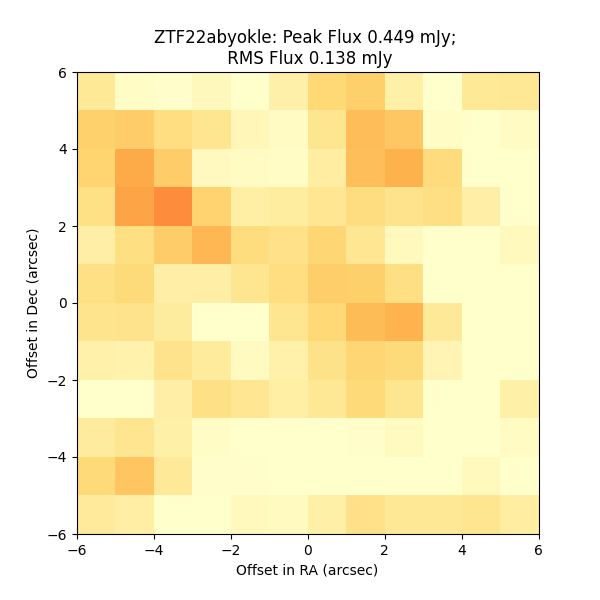 ZTF22abyokle: Peak Flux 0.449 mJy;
RMS Flux 0.138 mJy
6
4
2
0
−2
−4
−6
Offset in Dec (arcsec)
−6 −4 −2 0 2 4 6
Offset in RA (arcsec)